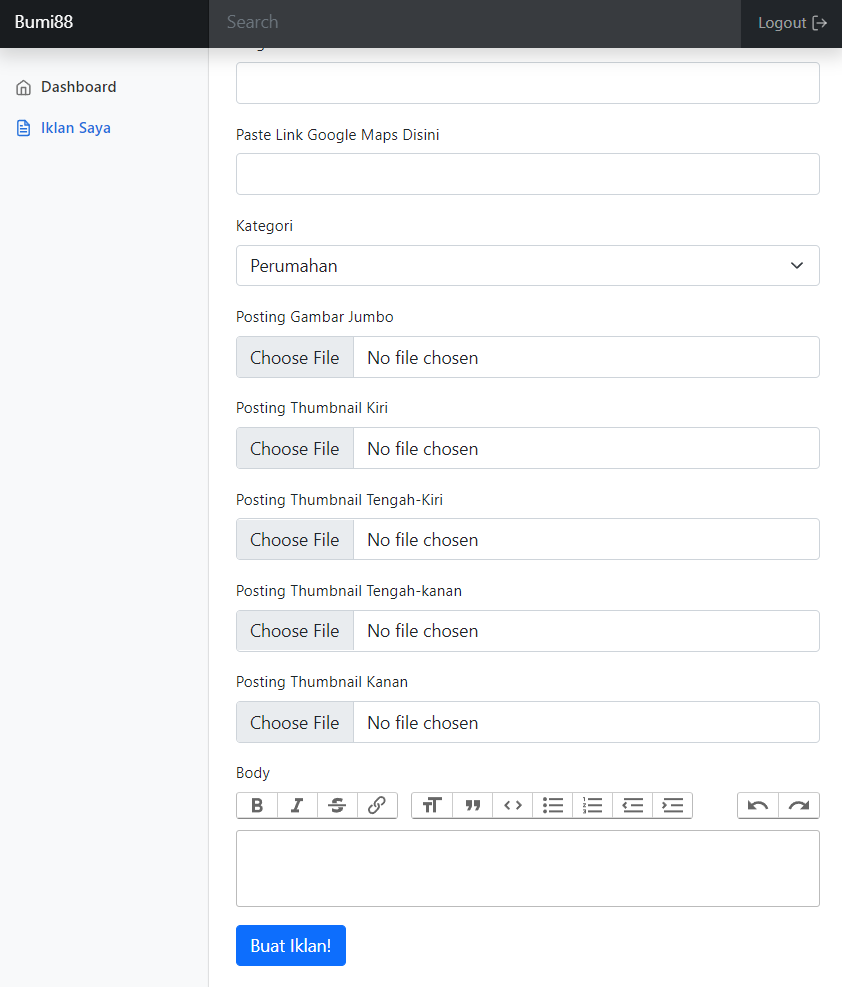 Bumi88
Search
Logout
Dashboard
Iklan Saya
Paste Link Google Maps Disini
Kategori
Perumahan
Posting Gambar Jumbo
Choose File No file chosen
Posting Thumbnail Kiri
Choose File No file chosen
Posting Thumbnail Tengah-Kiri
Choose File No file chosen
Posting Thumbnail Tengah-kanan
Choose File No file chosen
Posting Thumbnail Kanan
Choose File No file chosen
Body
Buat Iklan!